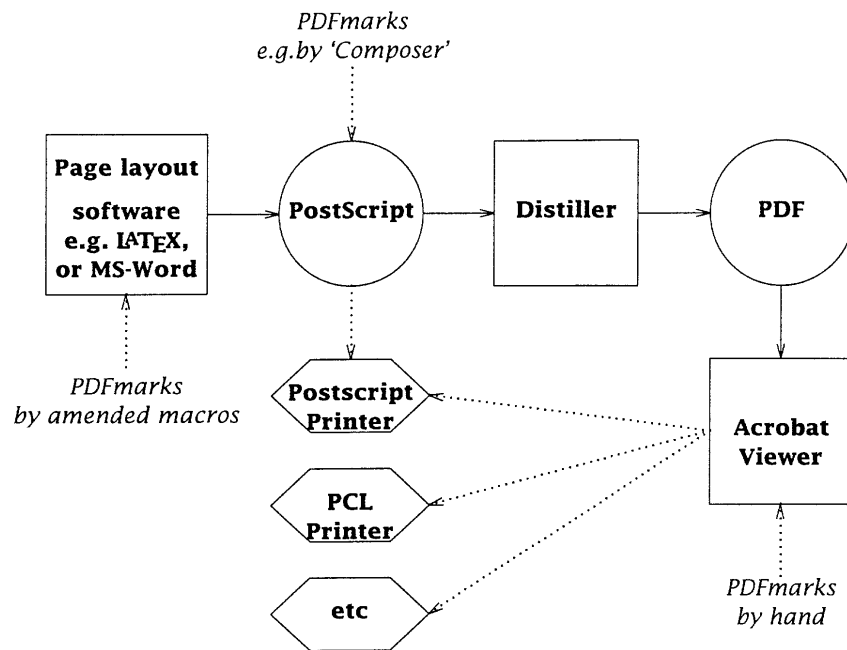 PDFmarks
e.g.by ‘Composer’
Page layout
software
e.g. LATEX,
or MS-Word
PostScript
Distiller
PDF
PDFmarks
by amended macros
Postscript
Printer
Acrobat
Viewer
PCL
Printer
etc
PDFmarks
by hand